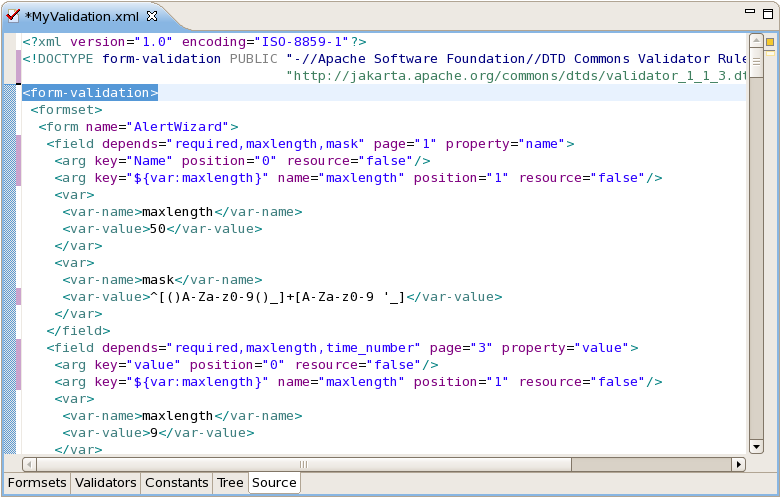 *MyValidation.xml
<?xml version="1.0" encoding="ISO-8859-1"?>
<!DOCTYPE form-validation PUBLIC "-//Apache Software Foundation//DTD Commons Validator Rule
"http://jakarta.apache.org/commons/dtds/validator_1_1_3.dt
<form-validation>
<formset>
<form name="AlertWizard">
<field depends="required,maxlength,mask" page="1" property="name">
<arg key="Name" position="0" resource="false"/>
<arg key="${var:maxlength}" name="maxlength" position="1" resource="false"/>
<var>
<var-name>maxlength</var-name>
<var-value>50</var-value>
</var>
<var>
<var-name>mask</var-name>
<var-value>^[()A-Za-z0-9()_]+[A-Za-z0-9 '_]</var-value>
</var>
</field>
<field depends="required,maxlength,time_number" page="3" property="value">
<arg key="value" position="0" resource="false"/>
<arg key="${var:maxlength}" name="maxlength" position="1" resource="false"/>
<var>
<var-name>maxlength</var-name>
<var-value>9</var-value>
</var>
Formsets Validators Constants Tree Source